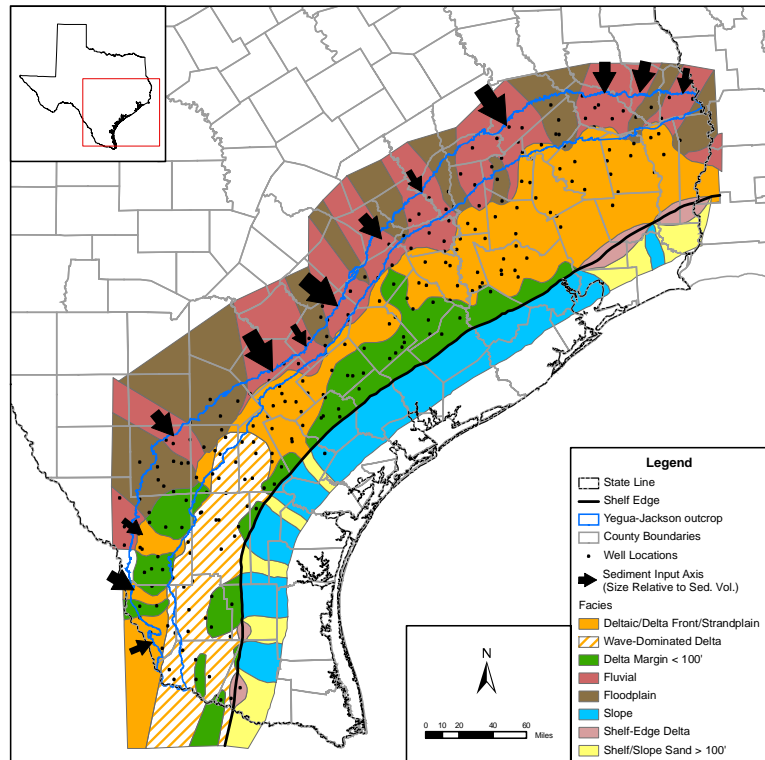 Legend
State Line
Shelf Edge
Yegua-Jackson outcrop
County Boundaries
Well Locations
Sediment Input Axis
(Size Relative to Sed. Vol.)
Facies
Deltaic/Delta Front/Strandplain
Wave-Dominated Delta
Delta Margin < 100'
Fluvial
Floodplain
Slope
Shelf-Edge Delta
Shelf/Slope Sand > 100'
N
0 10 20 30 40 60
Miles